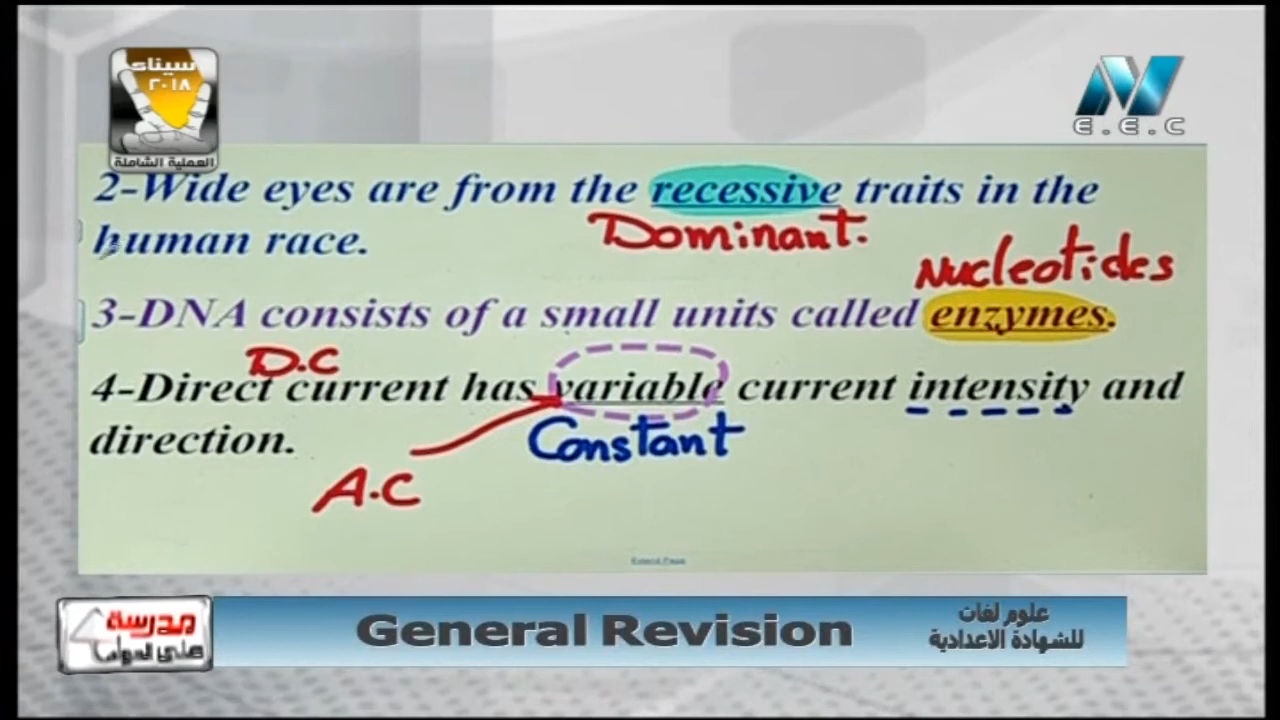 سيناء
٢٠١٨
العملية الشاملة
E.E.C
2-Wide eyes are from the recessive traits in the
Dominant.
human race.
Nucleotides
3-DNA consists of a small units called enzymes.
D.C
4-Direct current has variable current intensity and
Constant
direction.
A.C
مدرسة
على الهواء
General Revision
علوم لغات
للشهادة الاعدادية